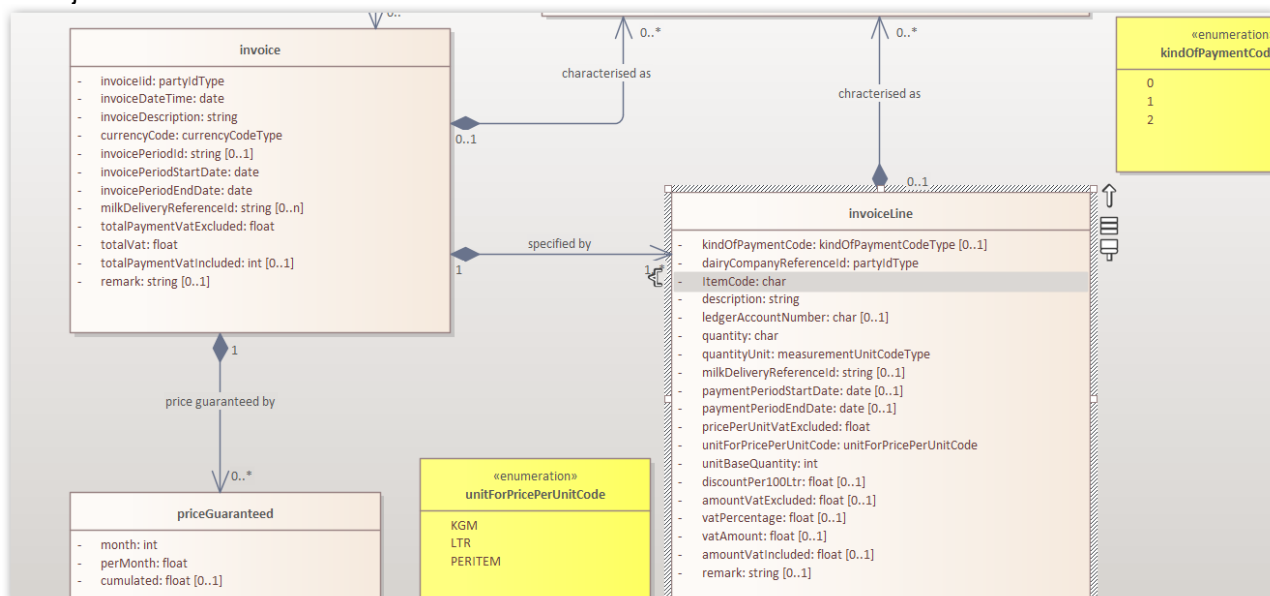 0..
invoice
- invoiceIid: partyIdType
- invoiceDateTime: date
- invoiceDescription: string
- currencyCode: currencyCodeType
- invoicePeriodId: string [0..1]
- invoicePeriodStartDate: date
- invoicePeriodEndDate: date
- milkDeliveryReferenceId: string [0..n]
- totalPaymentVatExcluded: float
- totalVat: float
- totalPaymentVatIncluded: int [0..1]
- remark: string [0..1]
0..*
characterised as
0..1
0..*
chracterised as
0..1
«enumeration»
kindOfPaymentCod
0
1
2
specified by
1
1..*
invoiceLine
- kindOfPaymentCode: kindOfPaymentCodeType [0..1]
- dairyCompanyReferenceId: partyIdType
- ItemCode: char
- description: string
- ledgerAccountNumber: char [0..1]
- quantity: char
- quantityUnit: measurementUnitCodeType
- milkDeliveryReferenceId: string [0..1]
- paymentPeriodStartDate: date [0..1]
- paymentPeriodEndDate: date [0..1]
- pricePerUnitVatExcluded: float
- unitForPricePerUnitCode: unitForPricePerUnitCode
- unitBaseQuantity: int
- discountPer100Ltr: float [0..1]
- amountVatExcluded: float [0..1]
- vatPercentage: float [0..1]
- vatAmount: float [0..1]
- amountVatIncluded: float [0..1]
- remark: string [0..1]
1
price guaranteed by
0..*
priceGuaranteed
- month: int
- perMonth: float
- cumulated: float [0..1]
«enumeration»
unitForPricePerUnitCode
KGM
LTR
PERITEM